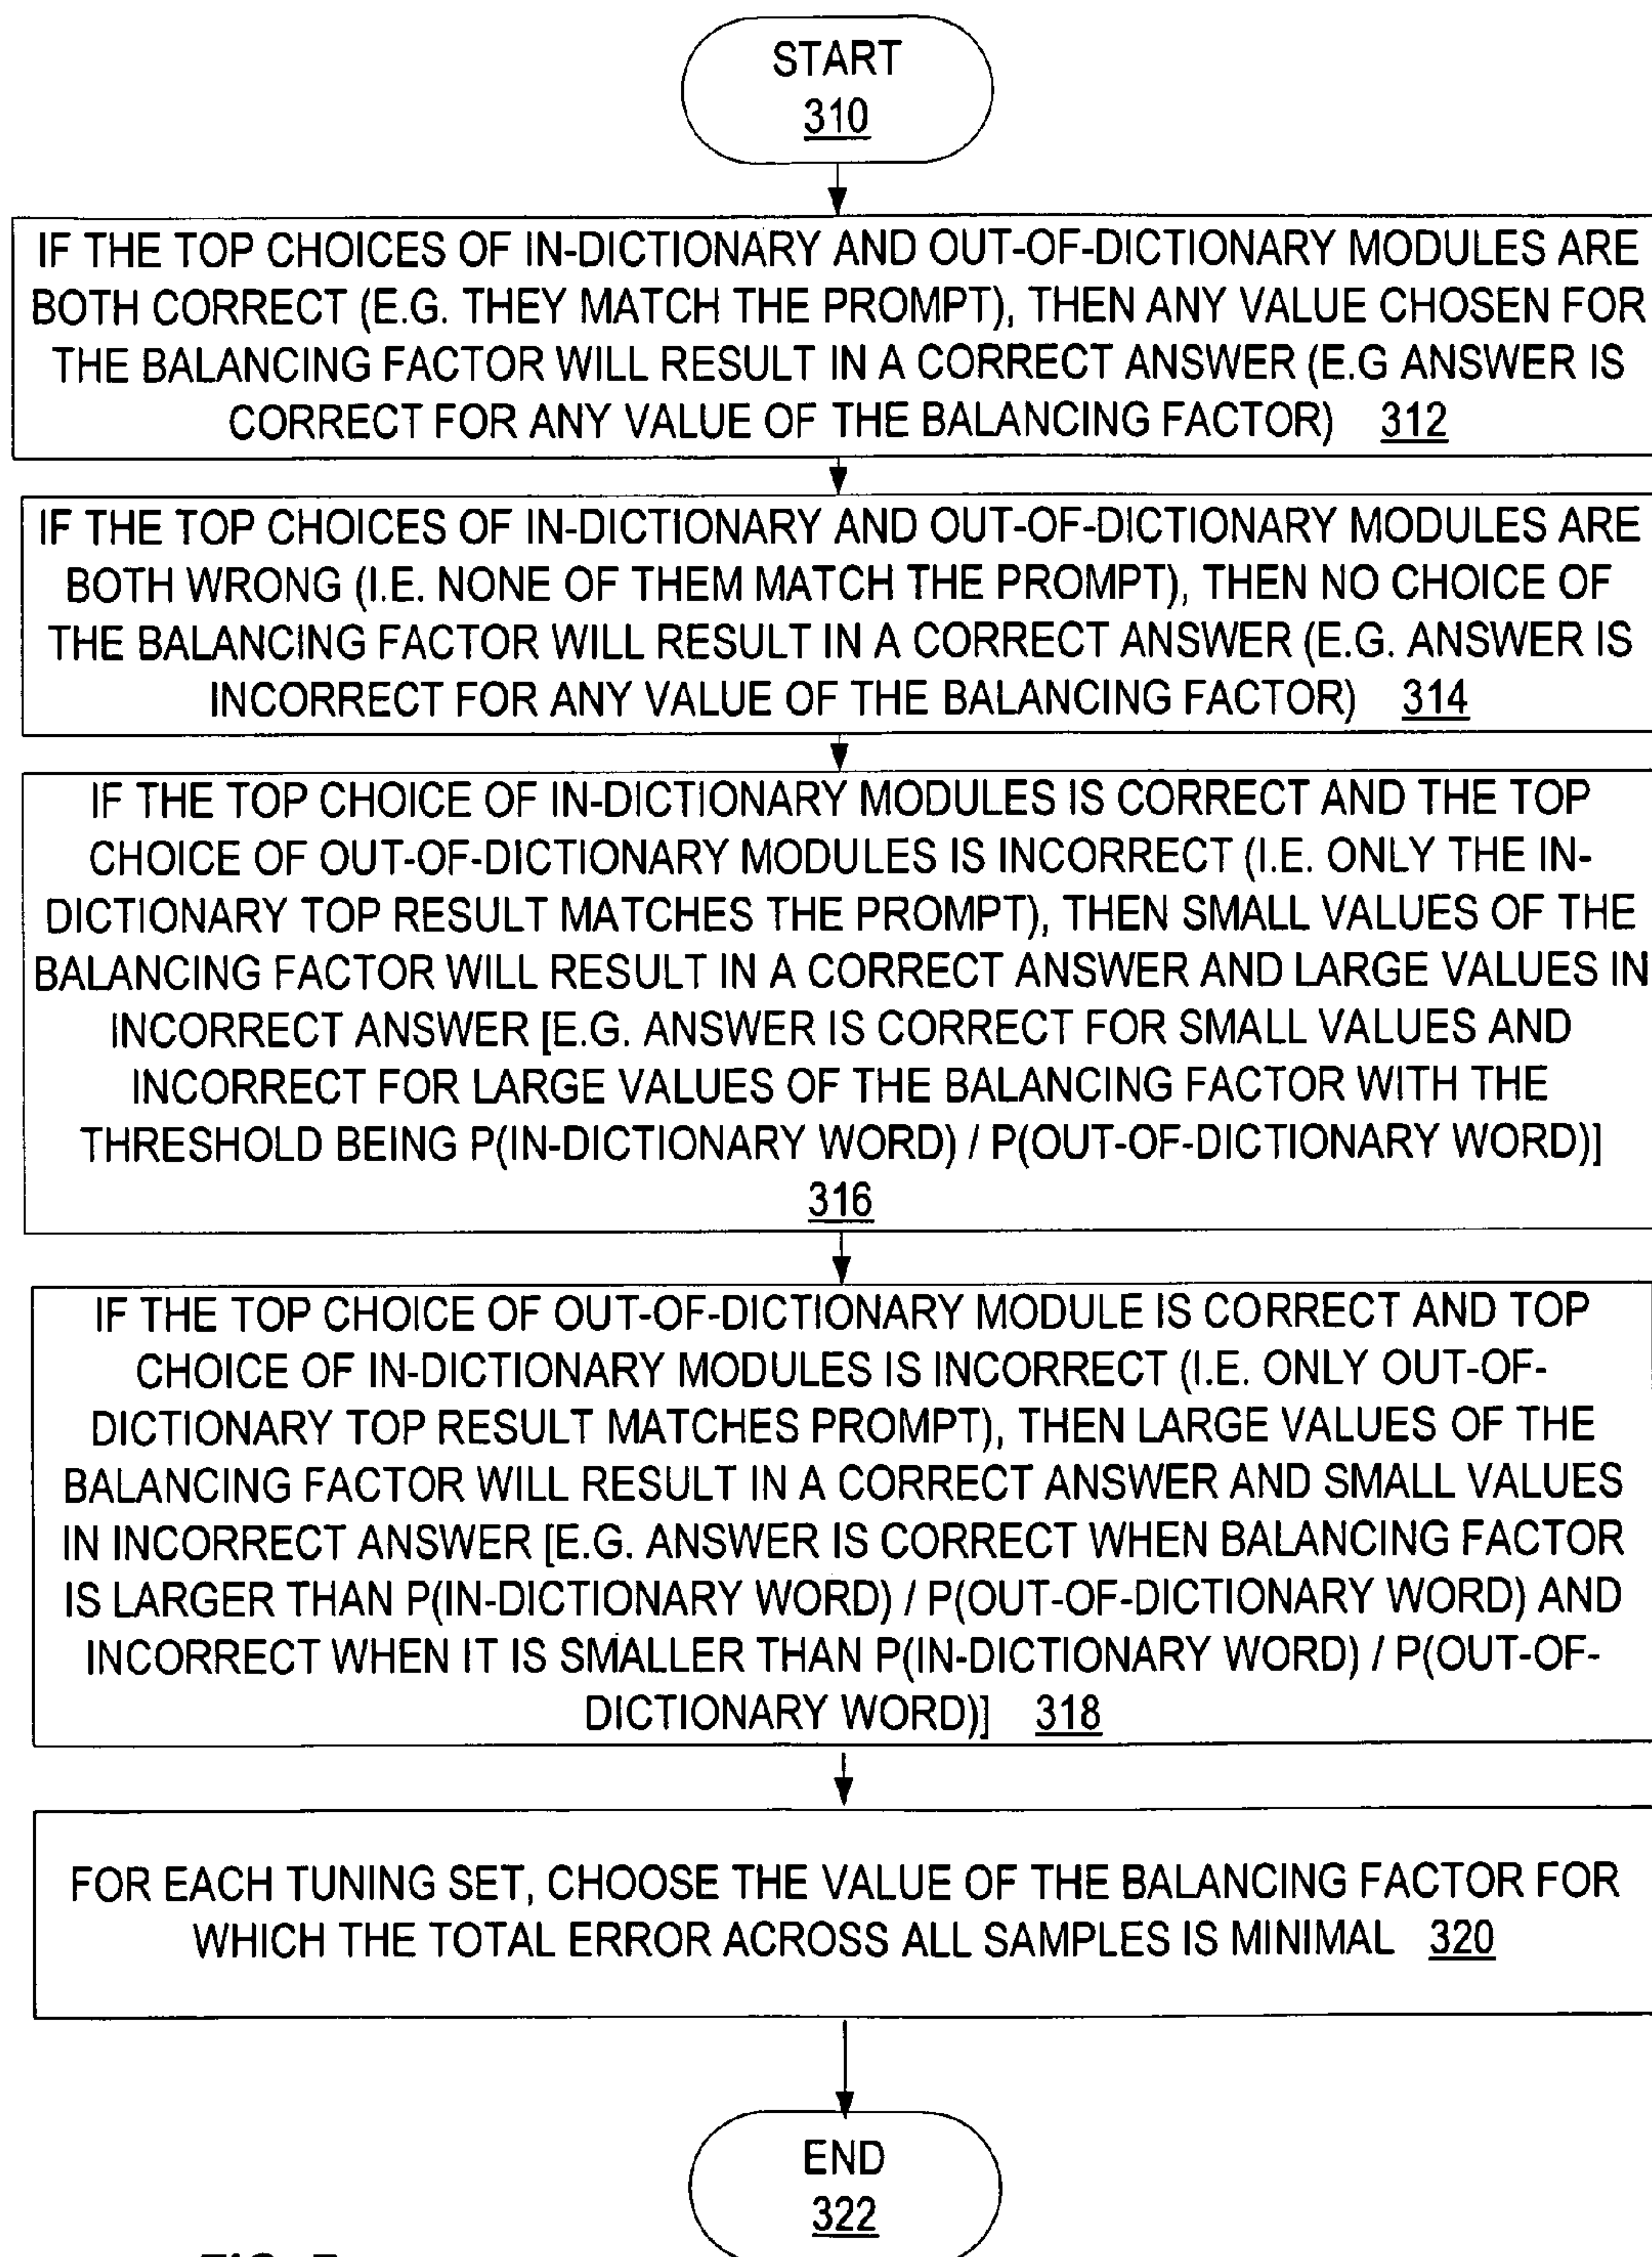 START
310
IF THE TOP CHOICES OF IN-DICTIONARY AND OUT-OF-DICTIONARY MODULES ARE
BOTH CORRECT (E.G. THEY MATCH THE PROMPT), THEN ANY VALUE CHOSEN FOR
THE BALANCING FACTOR WILL RESULT IN A CORRECT ANSWER (E.G ANSWER IS
CORRECT FOR ANY VALUE OF THE BALANCING FACTOR) 312
IF THE TOP CHOICES OF IN-DICTIONARY AND OUT-OF-DICTIONARY MODULES ARE
BOTH WRONG (I.E. NONE OF THEM MATCH THE PROMPT), THEN NO CHOICE OF
THE BALANCING FACTOR WILL RESULT IN A CORRECT ANSWER (E.G. ANSWER IS
INCORRECT FOR ANY VALUE OF THE BALANCING FACTOR) 314
IF THE TOP CHOICE OF IN-DICTIONARY MODULES IS CORRECT AND THE TOP
CHOICE OF OUT-OF-DICTIONARY MODULES IS INCORRECT (I.E. ONLY THE IN-
DICTIONARY TOP RESULT MATCHES THE PROMPT), THEN SMALL VALUES OF THE
BALANCING FACTOR WILL RESULT IN A CORRECT ANSWER AND LARGE VALUES IN
INCORRECT ANSWER [E.G. ANSWER IS CORRECT FOR SMALL VALUES AND
INCORRECT FOR LARGE VALUES OF THE BALANCING FACTOR WITH THE
THRESHOLD BEING P(IN-DICTIONARY WORD) / P(OUT-OF-DICTIONARY WORD)]
316
IF THE TOP CHOICE OF OUT-OF-DICTIONARY MODULE IS CORRECT AND TOP
CHOICE OF IN-DICTIONARY MODULES IS INCORRECT (I.E. ONLY OUT-OF-
DICTIONARY TOP RESULT MATCHES PROMPT), THEN LARGE VALUES OF THE
BALANCING FACTOR WILL RESULT IN A CORRECT ANSWER AND SMALL VALUES
IN INCORRECT ANSWER [E.G. ANSWER IS CORRECT WHEN BALANCING FACTOR
IS LARGER THAN P(IN-DICTIONARY WORD) / P(OUT-OF-DICTIONARY WORD) AND
INCORRECT WHEN IT IS SMALLER THAN P(IN-DICTIONARY WORD) / P(OUT-OF-
DICTIONARY WORD)] 318
FOR EACH TUNING SET, CHOOSE THE VALUE OF THE BALANCING FACTOR FOR
WHICH THE TOTAL ERROR ACROSS ALL SAMPLES IS MINIMAL 320
END
322